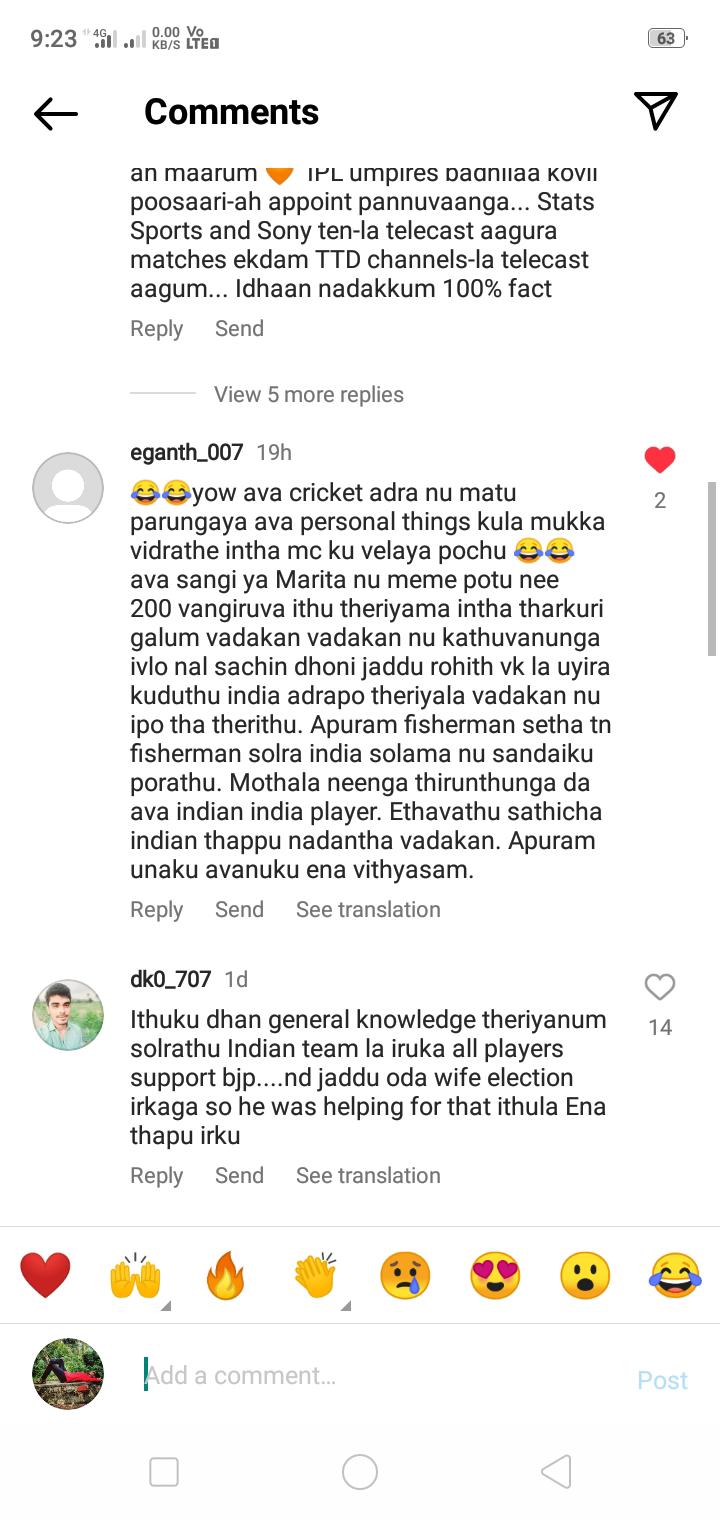 9:23 4G 0.00 KB/S Vo LTE 63
Comments
an maarum 🧡 IPL umpires badhilaa kovil
poosaari-ah appoint pannuvaanga... Stats
Sports and Sony ten-la telecast aagura
matches ekdam TTD channels-la telecast
aagum... Idhaan nadakkum 100% fact
Reply Send
View 5 more replies
eganth_007 19h
😂😂yow ava cricket adra nu matu
parungaya ava personal things kula mukka
vidrathe intha mc ku velaya pochu 😂😂
ava sangi ya Marita nu meme potu nee
200 vangiruva ithu theriyama intha tharkuri
galum vadakan vadakan nu kathuvanunga
ivlo nal sachin dhoni jaddu rohith vk la uyira
kuduthu india adrapo theriyala vadakan nu
ipo tha therithu. Apuram fisherman setha tn
fisherman solra india solama nu sandaiku
porathu. Mothala neenga thirunthunga da
ava indian india player. Ethavathu sathicha
indian thappu nadantha vadakan. Apuram
unaku avanuku ena vithyasam.
2
Reply Send See translation
dk0_707 1d
Ithuku dhan general knowledge theriyanum
solrathu Indian team la iruka all players
support bjp....nd jaddu oda wife election
irkaga so he was helping for that ithula Ena
thapu irku
14
Reply Send See translation
❤️ 🙌 🔥 👏 😢 😍 😮 😂
Add a comment... Post